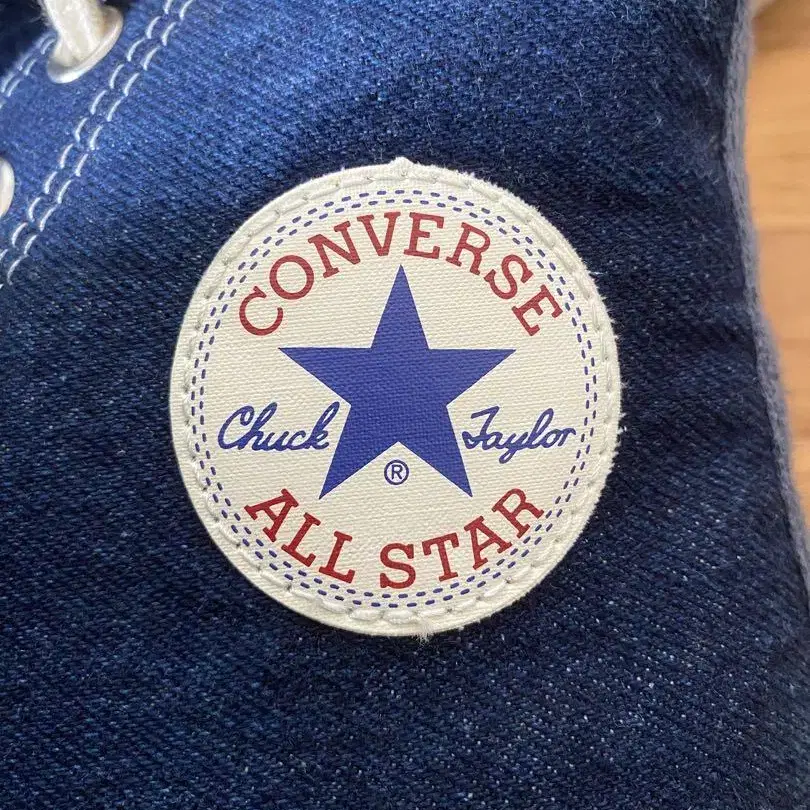 CONVERSE
Chuck Taylor
®
ALL STAR